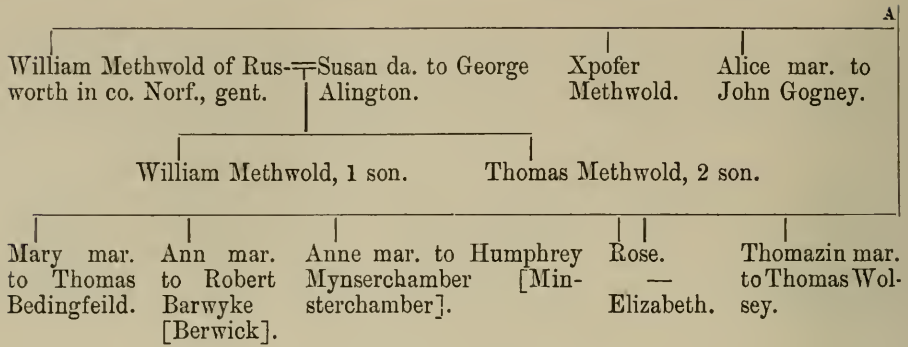 A
William Methwold of Rus-
worth in co. Norf., gent.
Susan da. to George
Alington.
Xpofer
Methwold.
Alice mar. to
John Gogney.
William Methwold, 1 son.
Thomas Methwold, 2 son.
Mary mar.
to Thomas
Bedingfeild.
Ann mar.
to Robert
Barwyke
[Berwick].
Anne mar. to Humphrey
Mynserchamber [Min-
sterchamber].
Rose.
—
Elizabeth.
Thomazin mar.
to Thomas Wol-
sey.